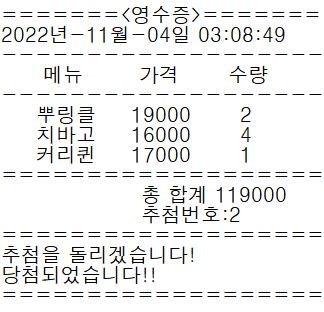 =======<영수증>=======
2022년-11월-04일 03:08:49
- - - - - - - - - - - - - - - - - - -
메뉴 가격 수량
- - - - - - - - - - - - - - - - - - -
뿌링클 19000 2
치바고 16000 4
커리퀸 17000 1
===================
총 합계 119000
추첨번호:2
===================
추첨을 돌리겠습니다!
당첨되었습니다!!
===================